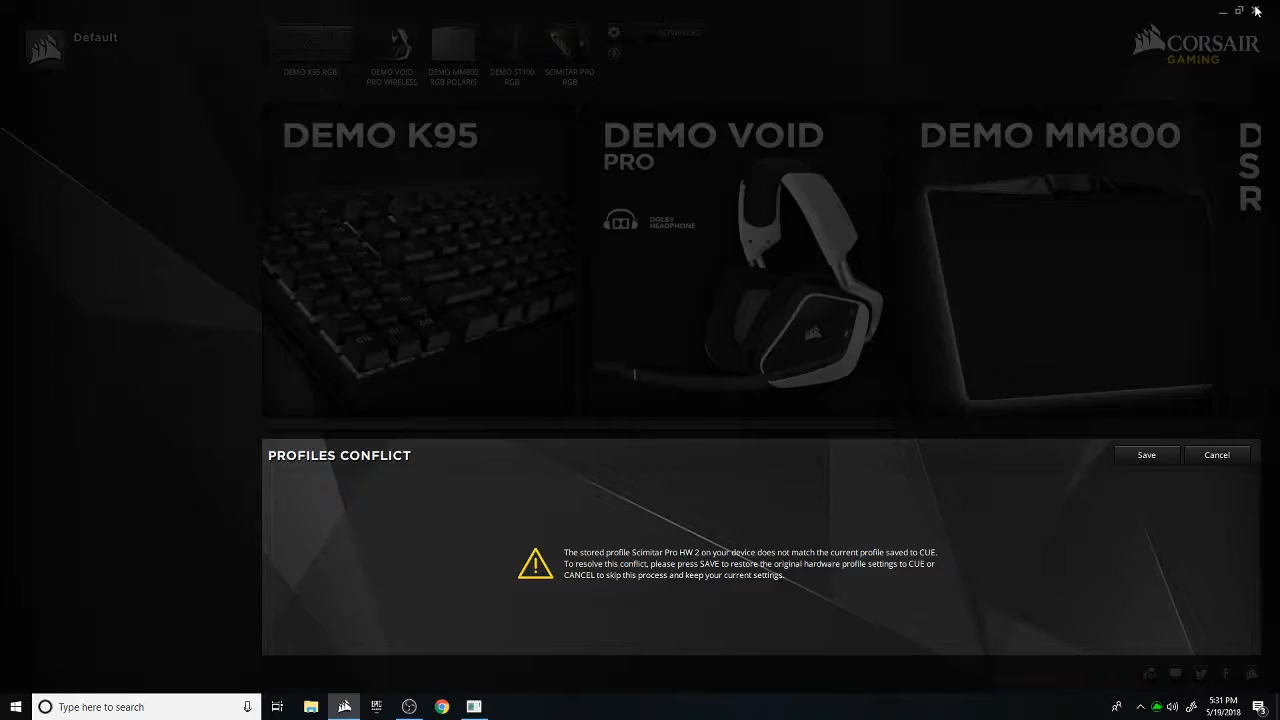 Default
ADVANCED
DEMO K95 RGB
DEMO VOID
PRO WIRELESS
DEMO MM800
RGB POLARIS
DEMO ST100
RGB
SCIMITAR PRO
RGB
CORSAIR
GAMING
DEMO K95
DEMO VOID
PRO
DOLBY
HEADPHONE
DEMO MM800
D
S
R
PROFILES CONFLICT
Save
Cancel
The stored profile Scimitar Pro HW 2 on your device does not match the current profile saved to CUE.
To resolve this conflict, please press SAVE to restore the original hardware profile settings to CUE or
CANCEL to skip this process and keep your current settings.
Type here to search
EPIC
5:31 PM
5/19/2018
3